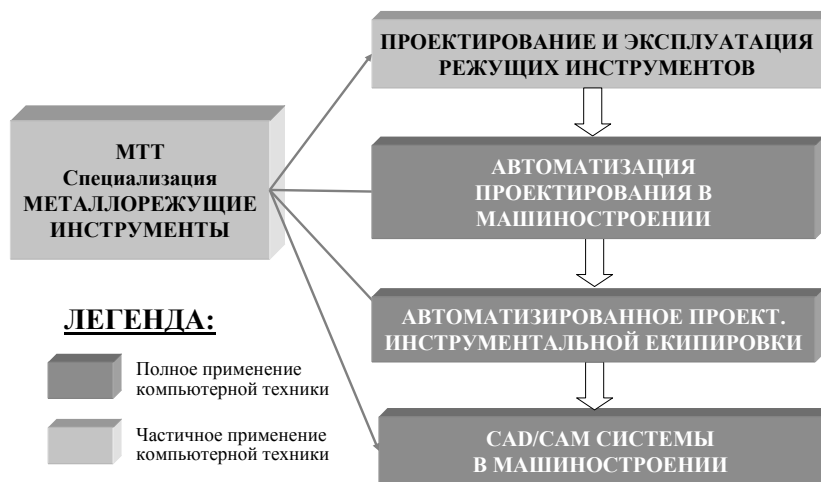 ПРОЕКТИРОВАНИЕ И ЭКСПЛУАТАЦИЯ
РЕЖУЩИХ ИНСТРУМЕНТОВ
МТТ
Специализация
МЕТАЛЛОРЕЖУЩИЕ
ИНСТРУМЕНТЫ
АВТОМАТИЗАЦИЯ
ПРОЕКТИРОВАНИЯ В
МАШИНОСТРОЕНИИ
АВТОМАТИЗИРОВАННОЕ ПРОЕКТ.
ИНСТРУМЕНТАЛЬНОЙ ЕКИПИРОВКИ
CAD/CAM СИСТЕМЫ
В МАШИНОСТРОЕНИИ
ЛЕГЕНДА:
Полное применение
компьютерной техники
Частичное применение
компьютерной техники